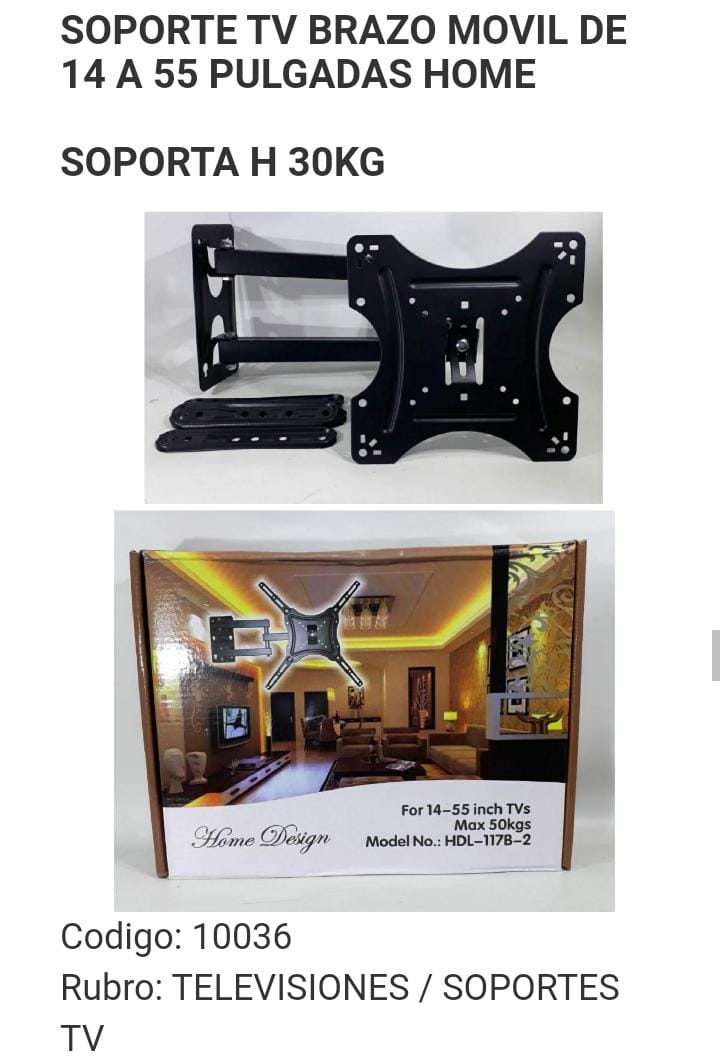 SOPORTE TV BRAZO MOVIL DE
14 A 55 PULGADAS HOME
SOPORTA H 30KG
Home Design
For 14-55 inch TVs
Max 50kgs
Model No.: HDL-117B-2
Codigo: 10036
Rubro: TELEVISIONES / SOPORTES
TV